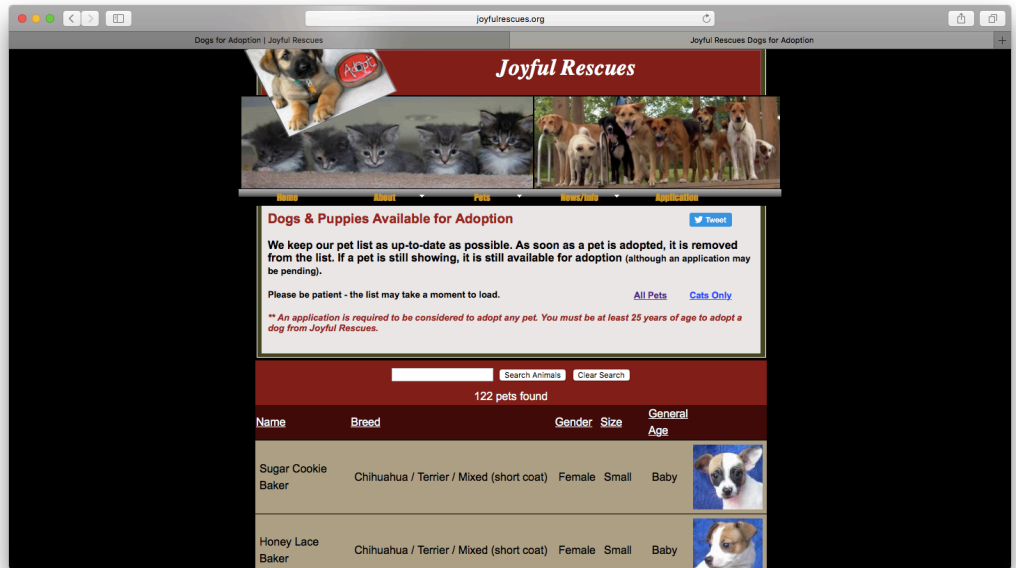 joyfulrescues.org
Dogs for Adoption | Joyful Rescues
Joyful Rescues Dogs for Adoption
Adopt
Joyful Rescues
Home About Pets News/Info Application
Dogs & Puppies Available for Adoption
Tweet
We keep our pet list as up-to-date as possible. As soon as a pet is adopted, it is removed
from the list. If a pet is still showing, it is still available for adoption (although an application may
be pending).
Please be patient - the list may take a moment to load.
All Pets Cats Only
** An application is required to be considered to adopt any pet. You must be at least 25 years of age to adopt a
dog from Joyful Rescues.
Search Animals Clear Search
122 pets found
Name Breed Gender Size General
Age
Sugar Cookie
Baker
Chihuahua / Terrier / Mixed (short coat) Female Small Baby
Honey Lace
Baker
Chihuahua / Terrier / Mixed (short coat) Female Small Baby